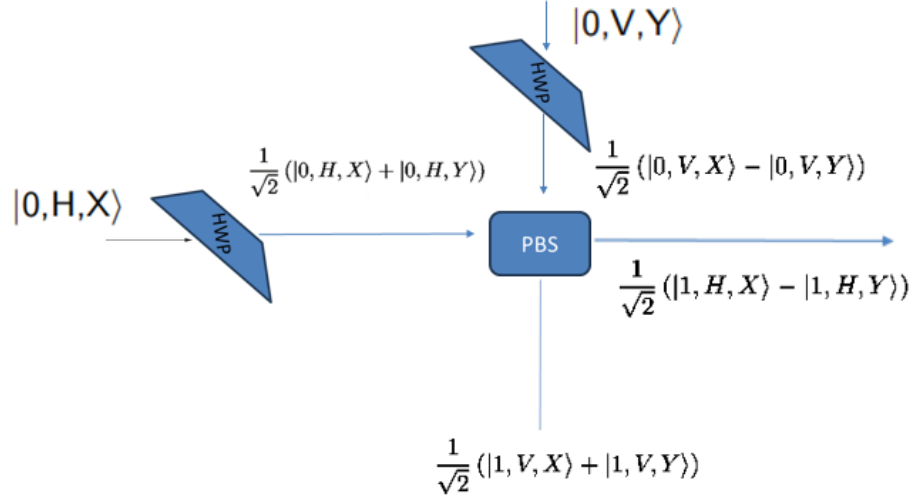 |0,V,Y⟩
HWP
1/√2 (|0, H, X⟩ + |0, H, Y⟩)
1/√2 (|0, V, X⟩ − |0, V, Y⟩)
|0,H,X⟩
HWP
PBS
1/√2 (|1, H, X⟩ − |1, H, Y⟩)
1/√2 (|1, V, X⟩ + |1, V, Y⟩)